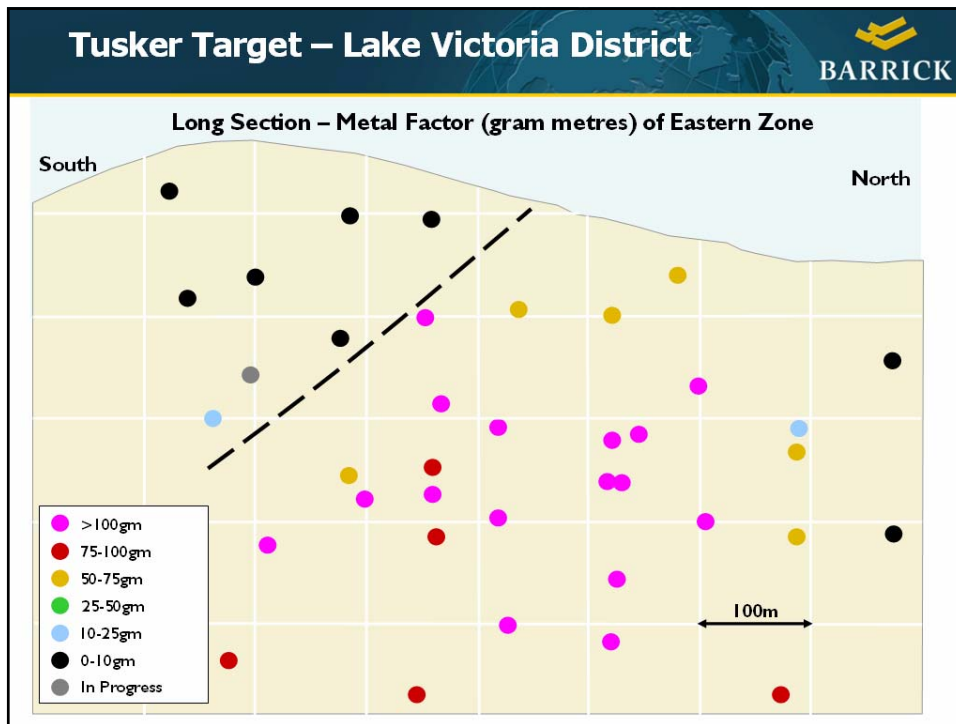 Tusker Target – Lake Victoria District
BARRICK
Long Section – Metal Factor (gram metres) of Eastern Zone
South
North
>100gm
75-100gm
50-75gm
25-50gm
10-25gm
0-10gm
In Progress
100m